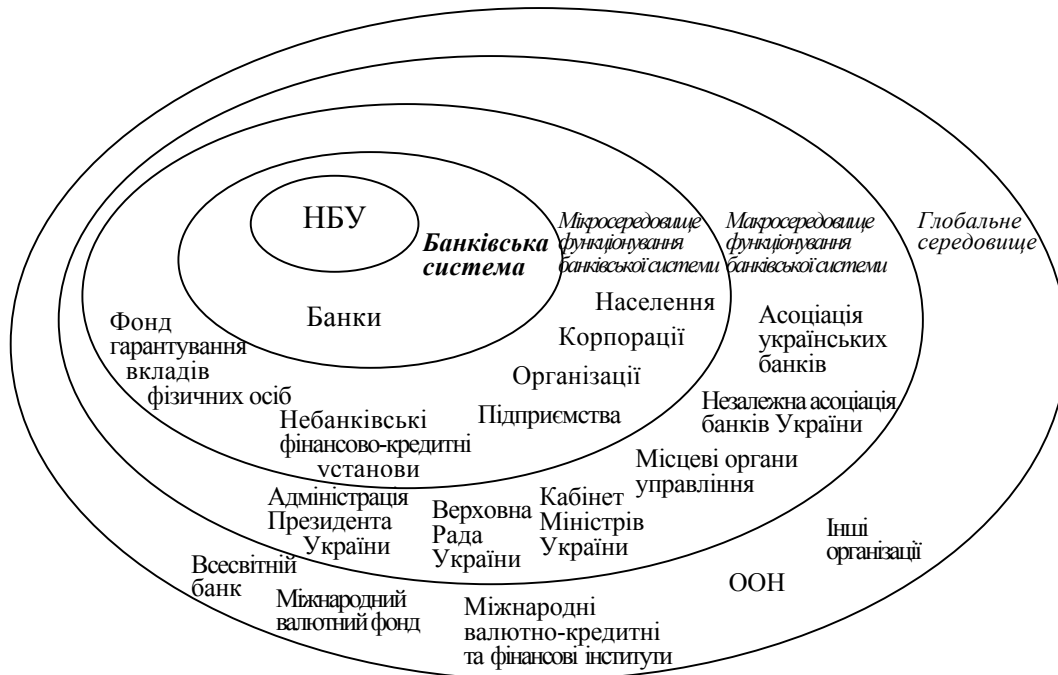 НБУ
Банківська
система
Банки
Мікросередовище
функціонування
банківської системи
Макросередовище
функціонування
банківської системи
Глобальне
середовище
Населення
Корпорації
Організації
Підприємства
Небанківські
фінансово-кредитні
установи
Фонд
гарантування
вкладів
фізичних осіб
Асоціація
українських
банків
Незалежна асоціація
банків України
Місцеві органи
управління
Кабінет
Міністрів
України
Верховна
Рада
України
Адміністрація
Президента
України
Всесвітній
банк
Міжнародний
валютний фонд
Міжнародні
валютно-кредитні
та фінансові інститути
ООН
Інші
організації